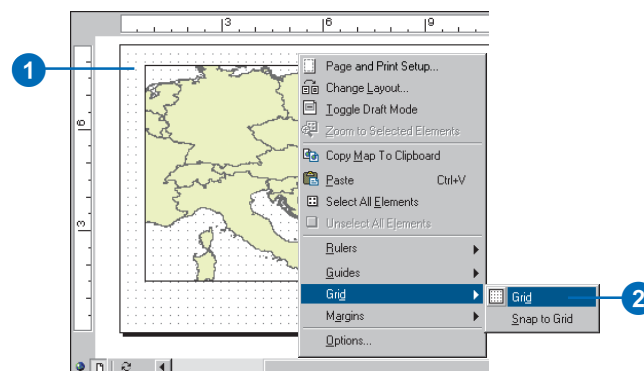 3 6 9
1
6
3
Page and Print Setup...
Change Layout...
Toggle Draft Mode
Zoom to Selected Elements
Copy Map To Clipboard
Paste Ctrl+V
Select All Elements
Unselect All Elements
Rulers
Guides
Grid
Margins
Options...
Grid
Snap to Grid
2